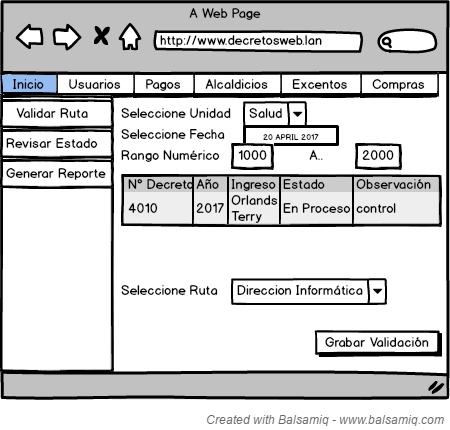 A Web Page
http://www.decretosweb.lan
Inicio Usuarios Pagos Alcaldicios Excentos Compras
Validar Ruta
Revisar Estado
Generar Reporte
Seleccione Unidad Salud
Seleccione Fecha 20 APRIL 2017
Rango Numérico 1000 A.. 2000
Nº Decreto Año Ingreso Estado Observación
4010 2017 Orlands Terry En Proceso control
Seleccione Ruta Direccion Informática
Grabar Validación
Created with Balsamiq - www.balsamiq.com